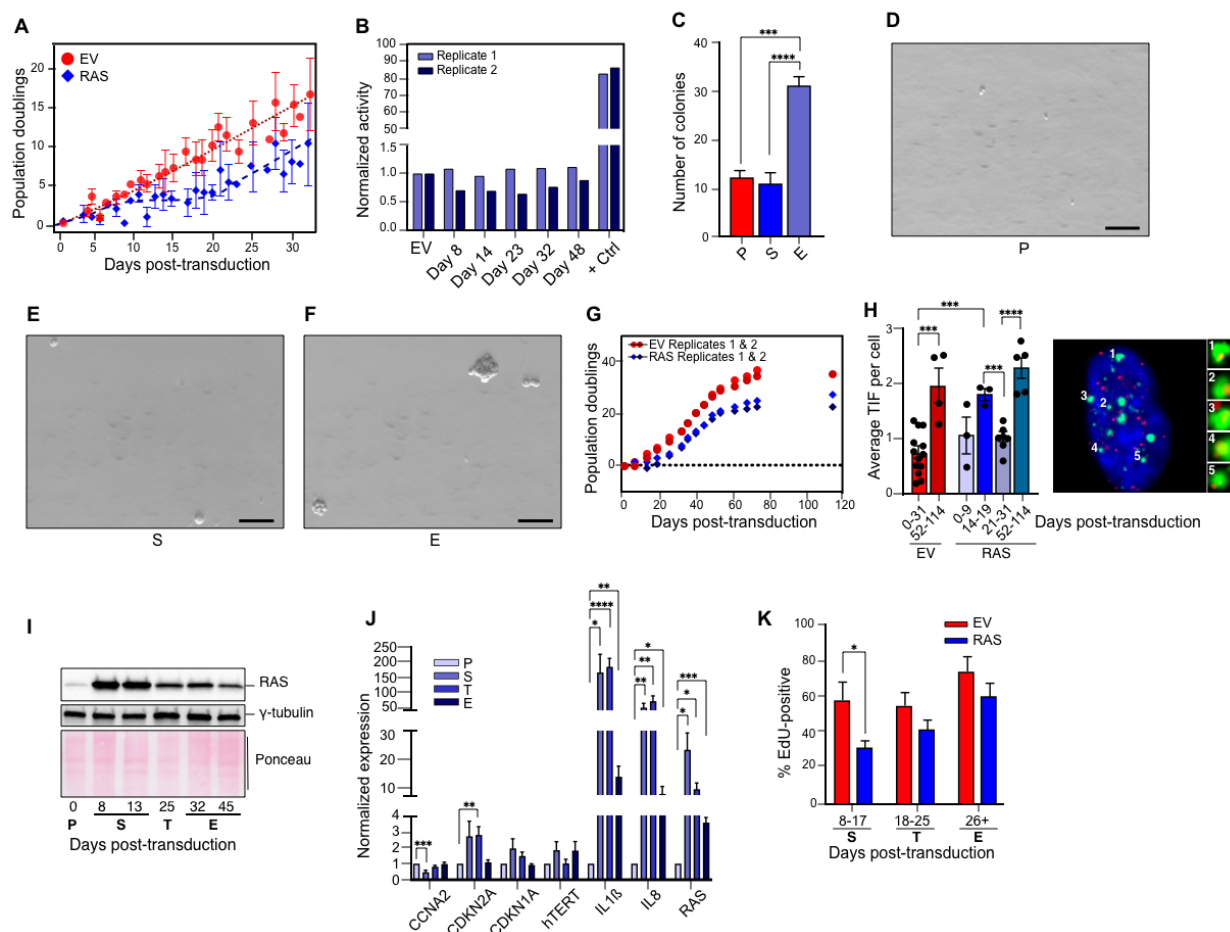 A
EV
RAS
Population doublings
20
15
10
5
0
0 5 10 15 20 25 30
Days post-transduction
B
Replicate 1
Replicate 2
Normalized activity
100
90
80
70
60
50
1.5
1.0
0.5
0.0
EV
Day 8
Day 14
Day 23
Day 32
Day 48
+ Ctrl
C
***
****
Number of colonies
40
30
20
10
0
P
S
E
D
P
E
S
F
E
G
EV Replicates 1 & 2
RAS Replicates 1 & 2
Population doublings
40
20
0
0 20 40 60 80 100 120
Days post-transduction
H
***
***
***
****
Average TIF per cell
3
2
1
0
0-31
52-114
0-9
14-19
21-31
52-114
EV
RAS
Days post-transduction
1
2
3
4
5
1
2
3
4
5
I
RAS
γ-tubulin
Ponceau
0 8 13 25 32 45
P S T E
Days post-transduction
J
P
S
T
E
Normalized expression
250
200
150
100
50
30
20
10
4
3
2
1
0
***
**
*
****
**
**
**
*
*
*
***
CCNA2
CDKN2A
CDKN1A
hTERT
IL1ß
IL8
RAS
K
EV
RAS
*
% EdU-positive
80
60
40
20
0
8-17 18-25 26+
S T E
Days post-transduction